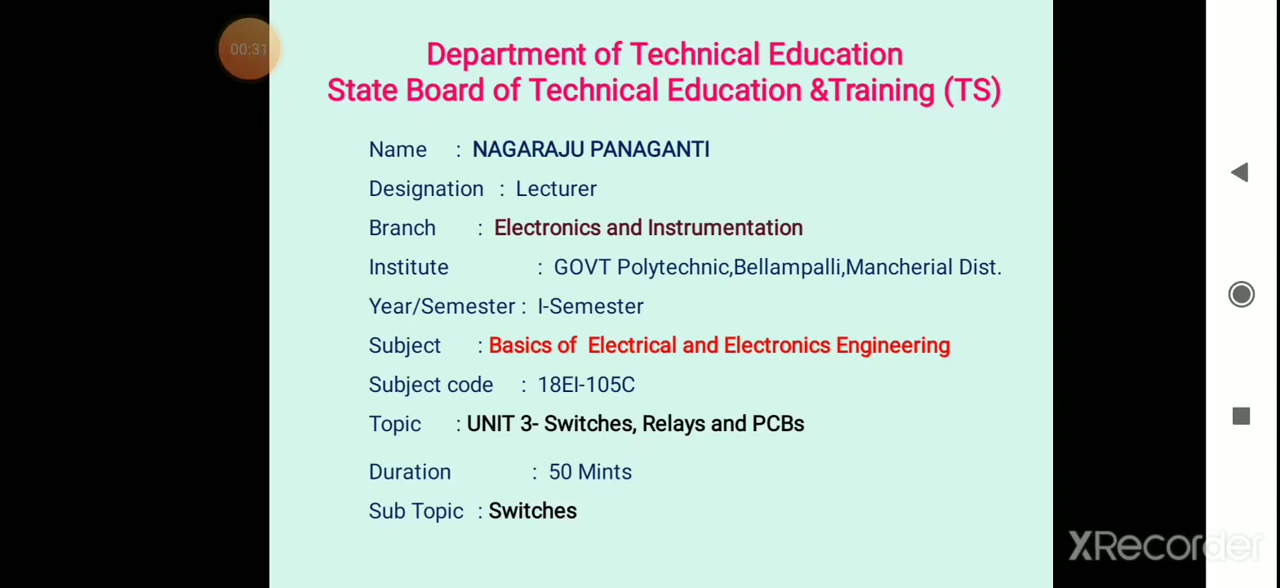 00:31
Department of Technical Education
State Board of Technical Education &Training (TS)
Name : NAGARAJU PANAGANTI
Designation : Lecturer
Branch : Electronics and Instrumentation
Institute : GOVT Polytechnic,Bellampalli,Mancherial Dist.
Year/Semester : I-Semester
Subject : Basics of Electrical and Electronics Engineering
Subject code : 18EI-105C
Topic : UNIT 3- Switches, Relays and PCBs
Duration : 50 Mints
Sub Topic : Switches
XRecorder